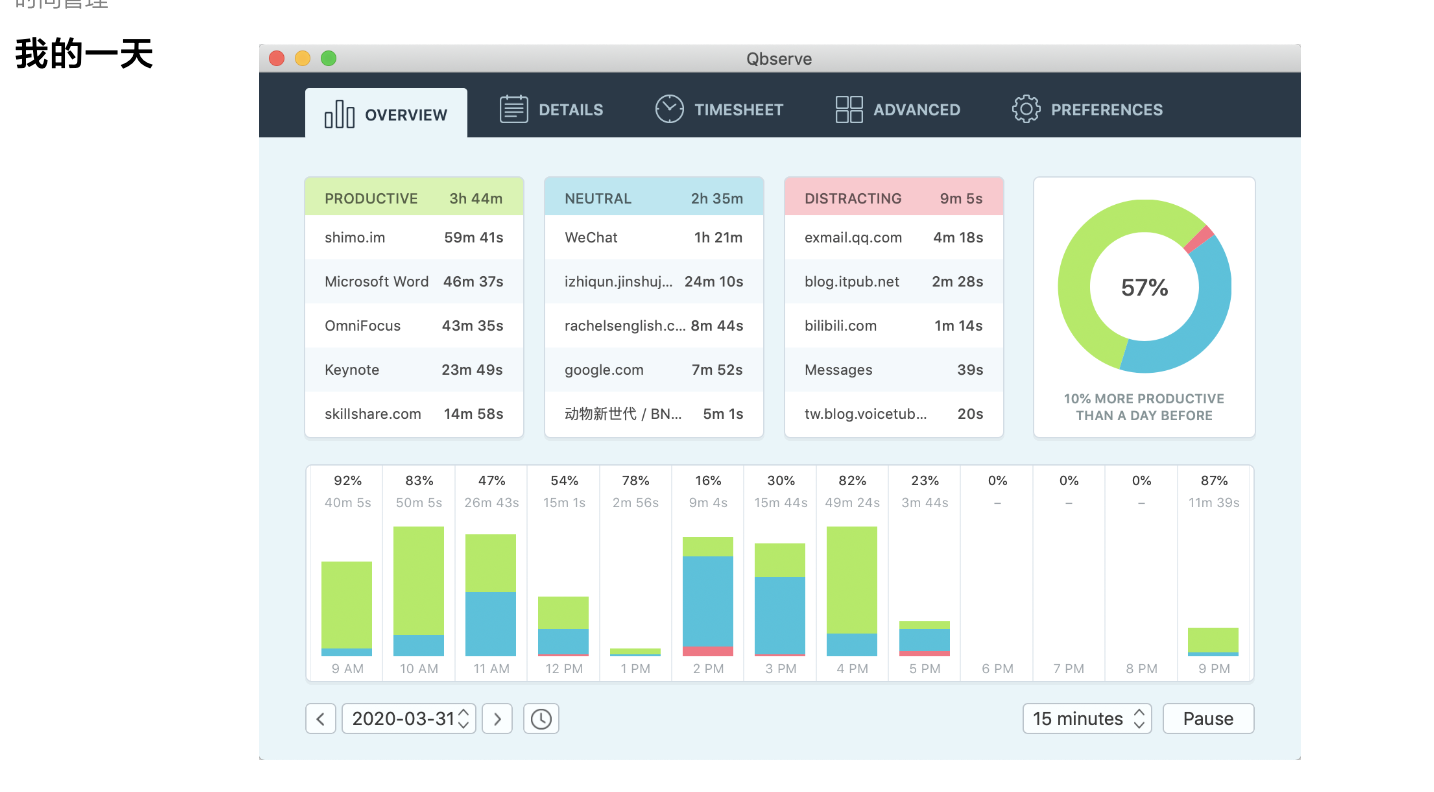 时间管理
我的一天
Qbserve
OVERVIEW DETAILS TIMESHEET ADVANCED PREFERENCES
PRODUCTIVE 3h 44m
shimo.im 59m 41s
Microsoft Word 46m 37s
OmniFocus 43m 35s
Keynote 23m 49s
skillshare.com 14m 58s
NEUTRAL 2h 35m
WeChat 1h 21m
izhiqun.jinshuj... 24m 10s
rachelsenglish.c... 8m 44s
google.com 7m 52s
动物新世代 / BN... 5m 1s
DISTRACTING 9m 5s
exmail.qq.com 4m 18s
blog.itpub.net 2m 28s
bilibili.com 1m 14s
Messages 39s
tw.blog.voicetub... 20s
57%
10% MORE PRODUCTIVE
THAN A DAY BEFORE
92% 83% 47% 54% 78% 16% 30% 82% 23% 0% 0% 0% 87%
40m 5s 50m 5s 26m 43s 15m 1s 2m 56s 9m 4s 15m 44s 49m 24s 3m 44s – – – 11m 39s
9 AM 10 AM 11 AM 12 PM 1 PM 2 PM 3 PM 4 PM 5 PM 6 PM 7 PM 8 PM 9 PM
2020-03-31 15 minutes Pause